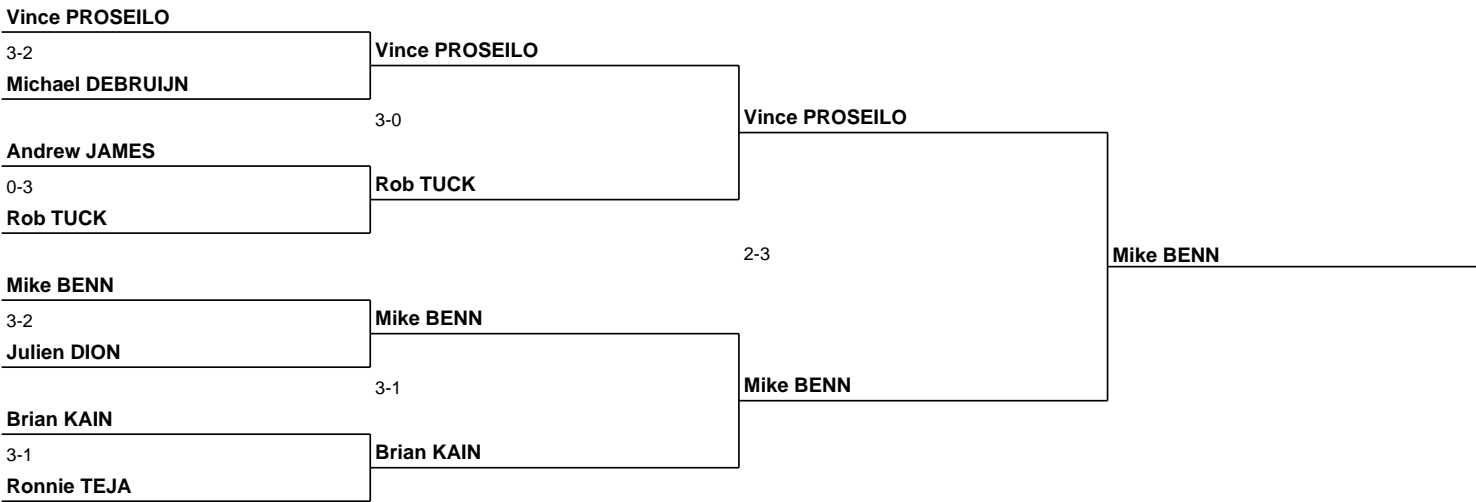 Vince PROSEILO
3-2
Michael DEBRUIJN
Vince PROSEILO
3-0
Vince PROSEILO
Andrew JAMES
0-3
Rob TUCK
Rob TUCK
2-3
Mike BENN
Mike BENN
3-2
Julien DION
Mike BENN
3-1
Mike BENN
Brian KAIN
3-1
Ronnie TEJA
Brian KAIN